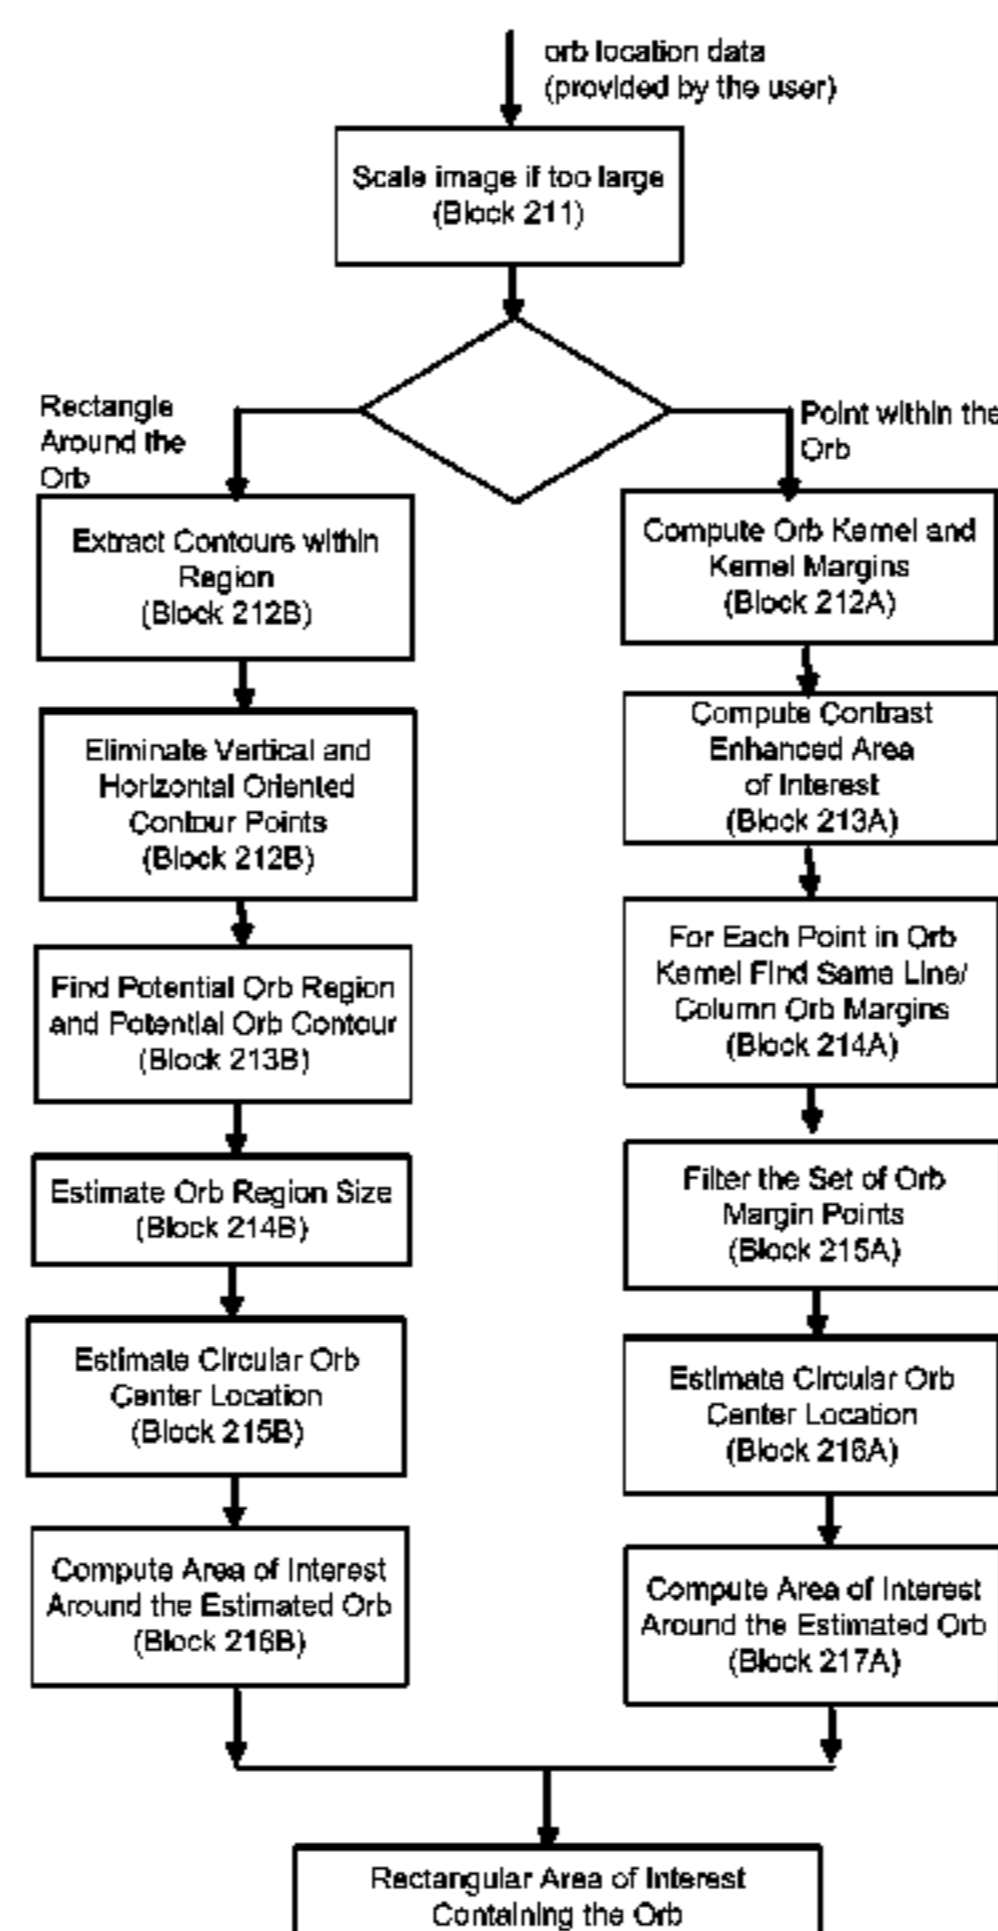 orb location data
(provided by the user)
Scale image if too large
(Block 211)
Rectangle
Around the
Orb
Point within the
Orb
Extract Contours within
Region
(Block 212B)
Eliminate Vertical and
Horizontal Oriented
Contour Points
(Block 212B)
Find Potential Orb Region
and Potential Orb Contour
(Block 213B)
Estimate Orb Region Size
(Block 214B)
Estimate Circular Orb
Center Location
(Block 215B)
Compute Area of Interest
Around the Estimated Orb
(Block 216B)
Compute Orb Kernel and
Kernel Margins
(Block 212A)
Compute Contrast
Enhanced Area
of Interest
(Block 213A)
For Each Point in Orb
Kernel Find Same Line/
Column Orb Margins
(Block 214A)
Filter the Set of Orb
Margin Points
(Block 215A)
Estimate Circular Orb
Center Location
(Block 216A)
Compute Area of Interest
Around the Estimated Orb
(Block 217A)
Rectangular Area of Interest
Containing the Orb